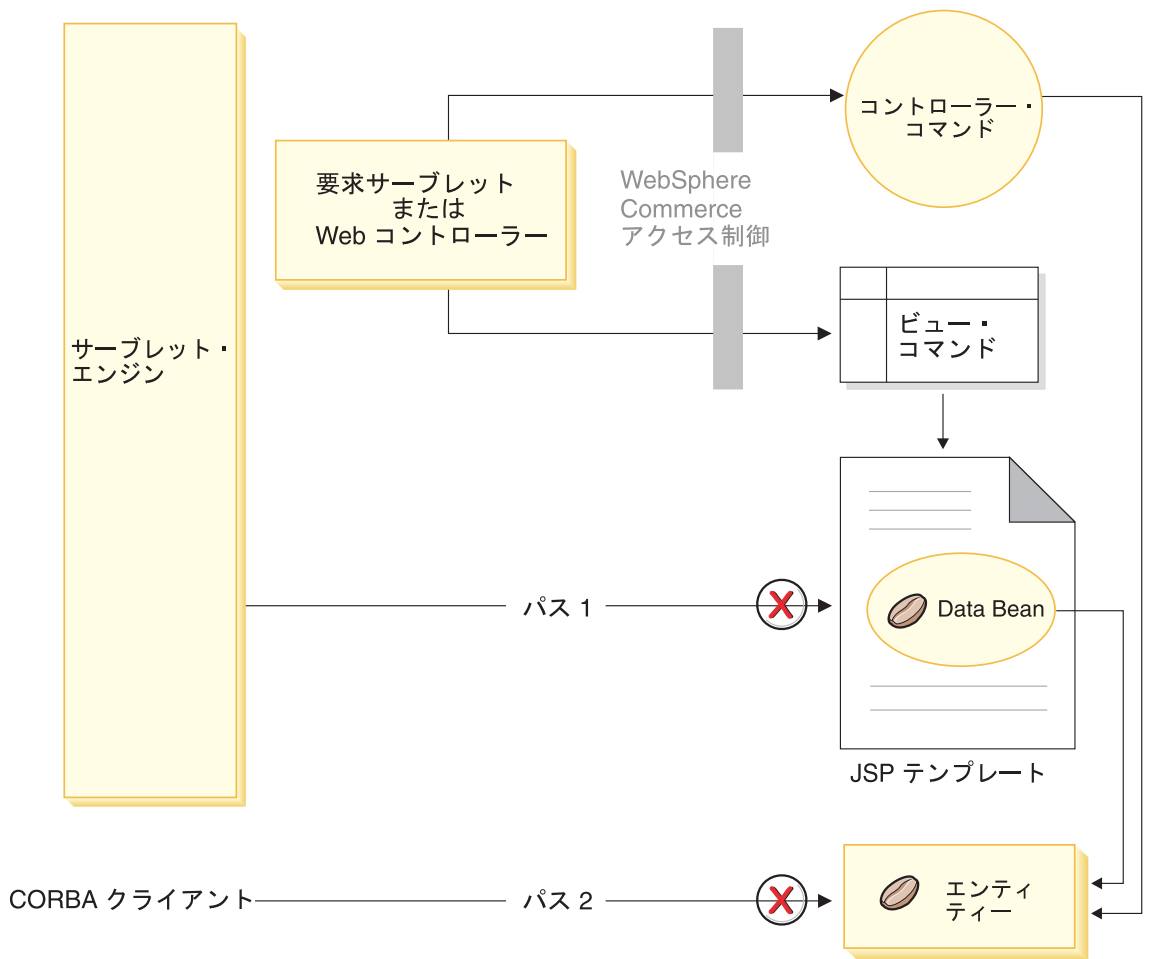 コントローラー・
コマンド
要求サーブレット
または
Web コントローラー
WebSphere
Commerce
アクセス制御
ビュー・
コマンド
サーブレット・
エンジン
パス 1
Data Bean
JSP テンプレート
CORBA クライアント
パス 2
エンティ
ティー